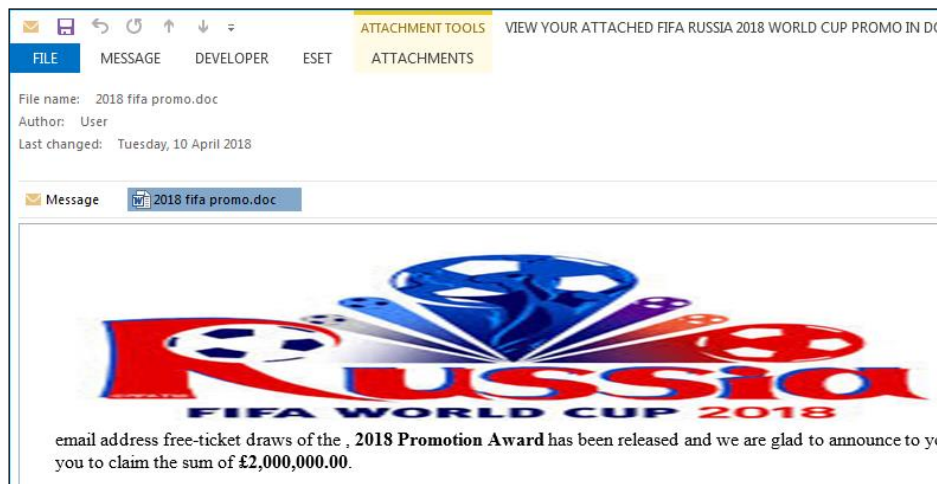 ATTACHMENT TOOLS VIEW YOUR ATTACHED FIFA RUSSIA 2018 WORLD CUP PROMO IN DO
FILE MESSAGE DEVELOPER ESET ATTACHMENTS
File name: 2018 fifa promo.doc
Author: User
Last changed: Tuesday, 10 April 2018
Message 2018 fifa promo.doc
Russia
FIFA WORLD CUP 2018
email address free-ticket draws of the , 2018 Promotion Award has been released and we are glad to announce to yo
you to claim the sum of £2,000,000.00.